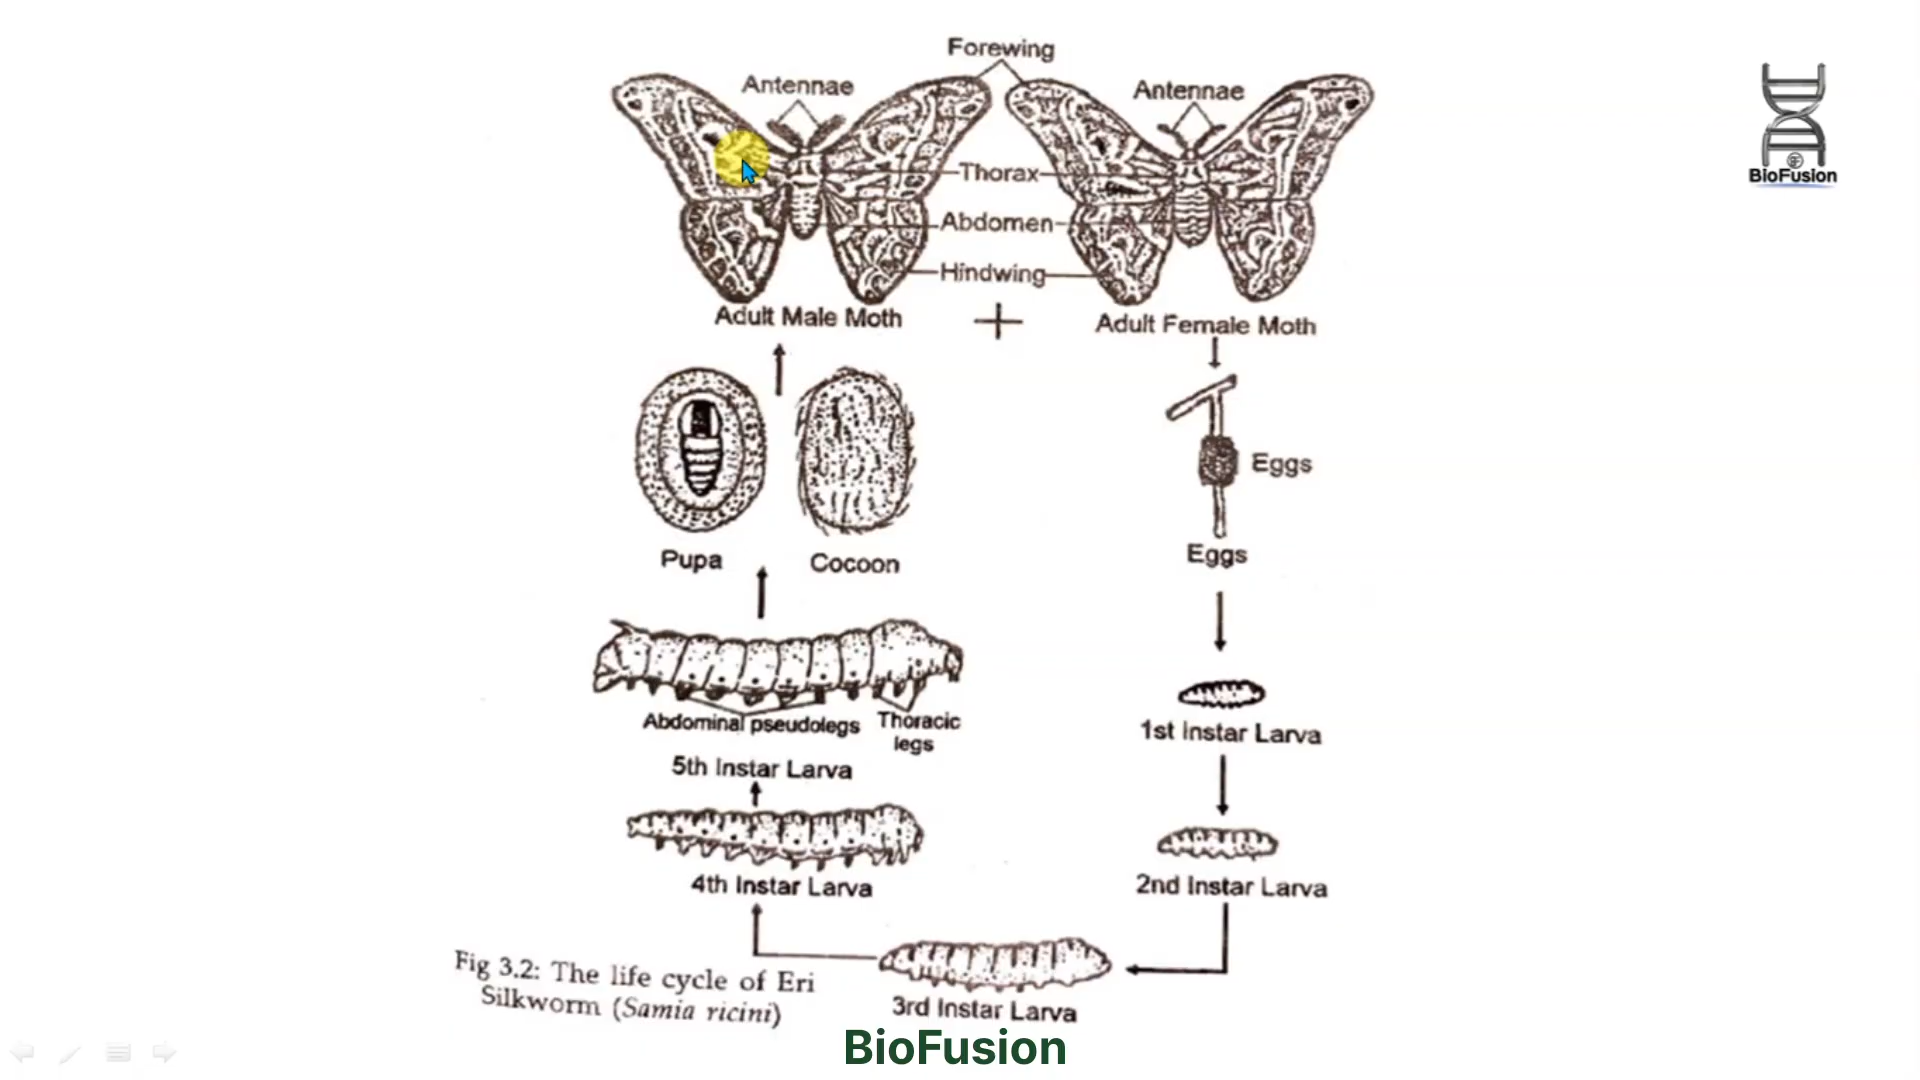 Forewing
Antennae
Antennae
Thorax
Abdomen
Hindwing
Adult Male Moth
Adult Female Moth
Eggs
Pupa
Cocoon
Eggs
Abdominal pseudolegs
Thoracic
legs
5th Instar Larva
1st Instar Larva
4th Instar Larva
2nd Instar Larva
3rd Instar Larva
Fig 3.2: The life cycle of Eri
Silkworm (Samia ricini)
BioFusion
BioFusion